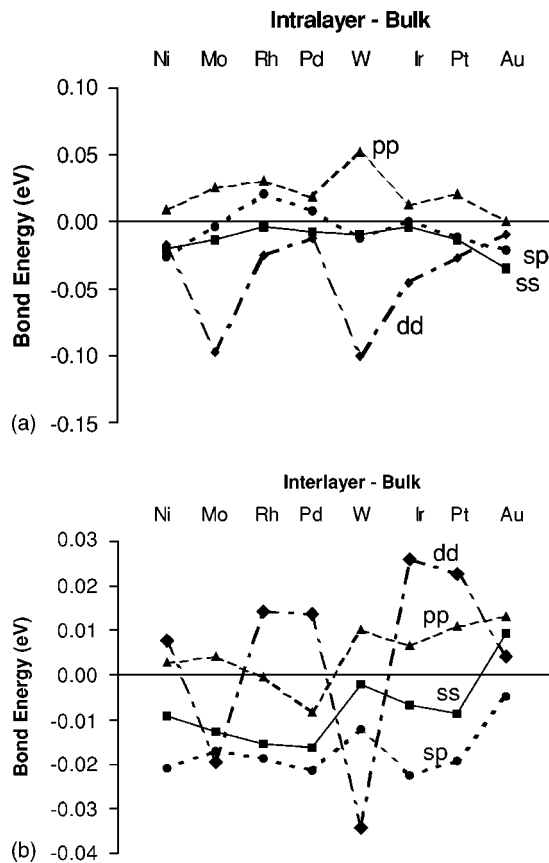 Intralayer - Bulk
Ni Mo Rh Pd W Ir Pt Au
0.10
0.05
0.00
-0.05
-0.10
-0.15
Bond Energy (eV)
pp
sp
ss
dd
(a)
Interlayer - Bulk
Ni Mo Rh Pd W Ir Pt Au
0.03
0.02
0.01
0.00
-0.01
-0.02
-0.03
-0.04
Bond Energy (eV)
dd
pp
ss
sp
(b)